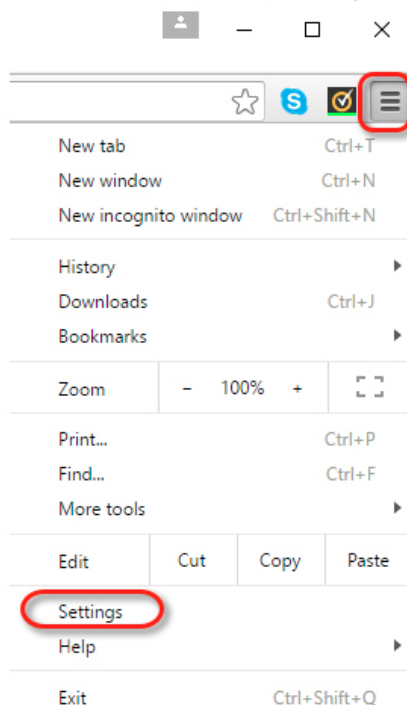 New tab Ctrl+T
New window Ctrl+N
New incognito window Ctrl+Shift+N
History
Downloads Ctrl+J
Bookmarks
Zoom - 100% +
Print... Ctrl+P
Find... Ctrl+F
More tools
Edit Cut Copy Paste
Settings
Help
Exit Ctrl+Shift+Q